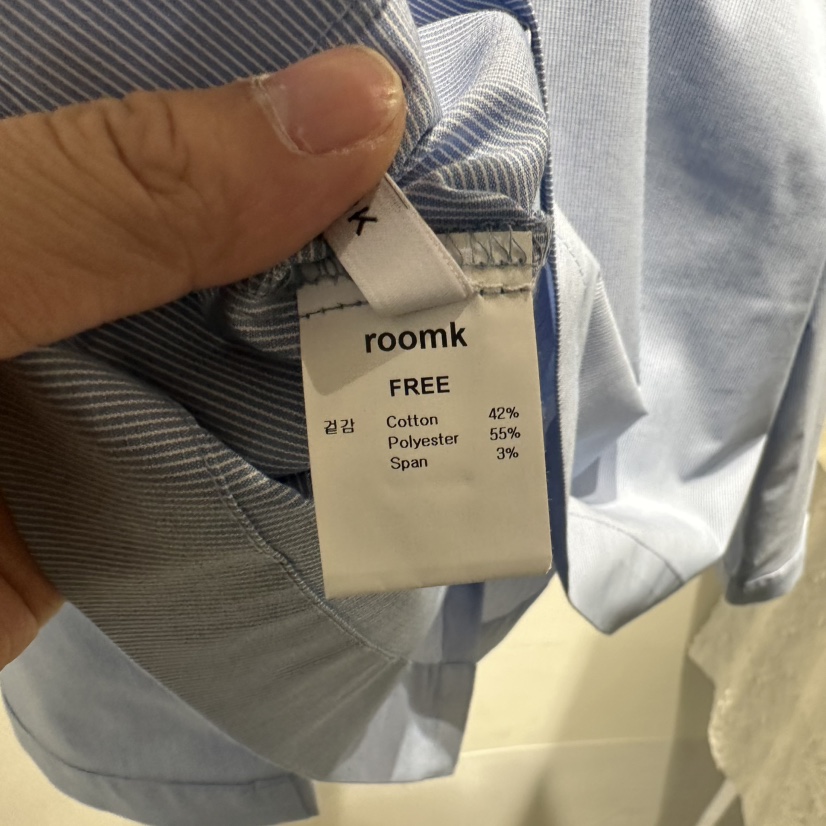 K
roomk
FREE
겉감 Cotton 42%
Polyester 55%
Span 3%